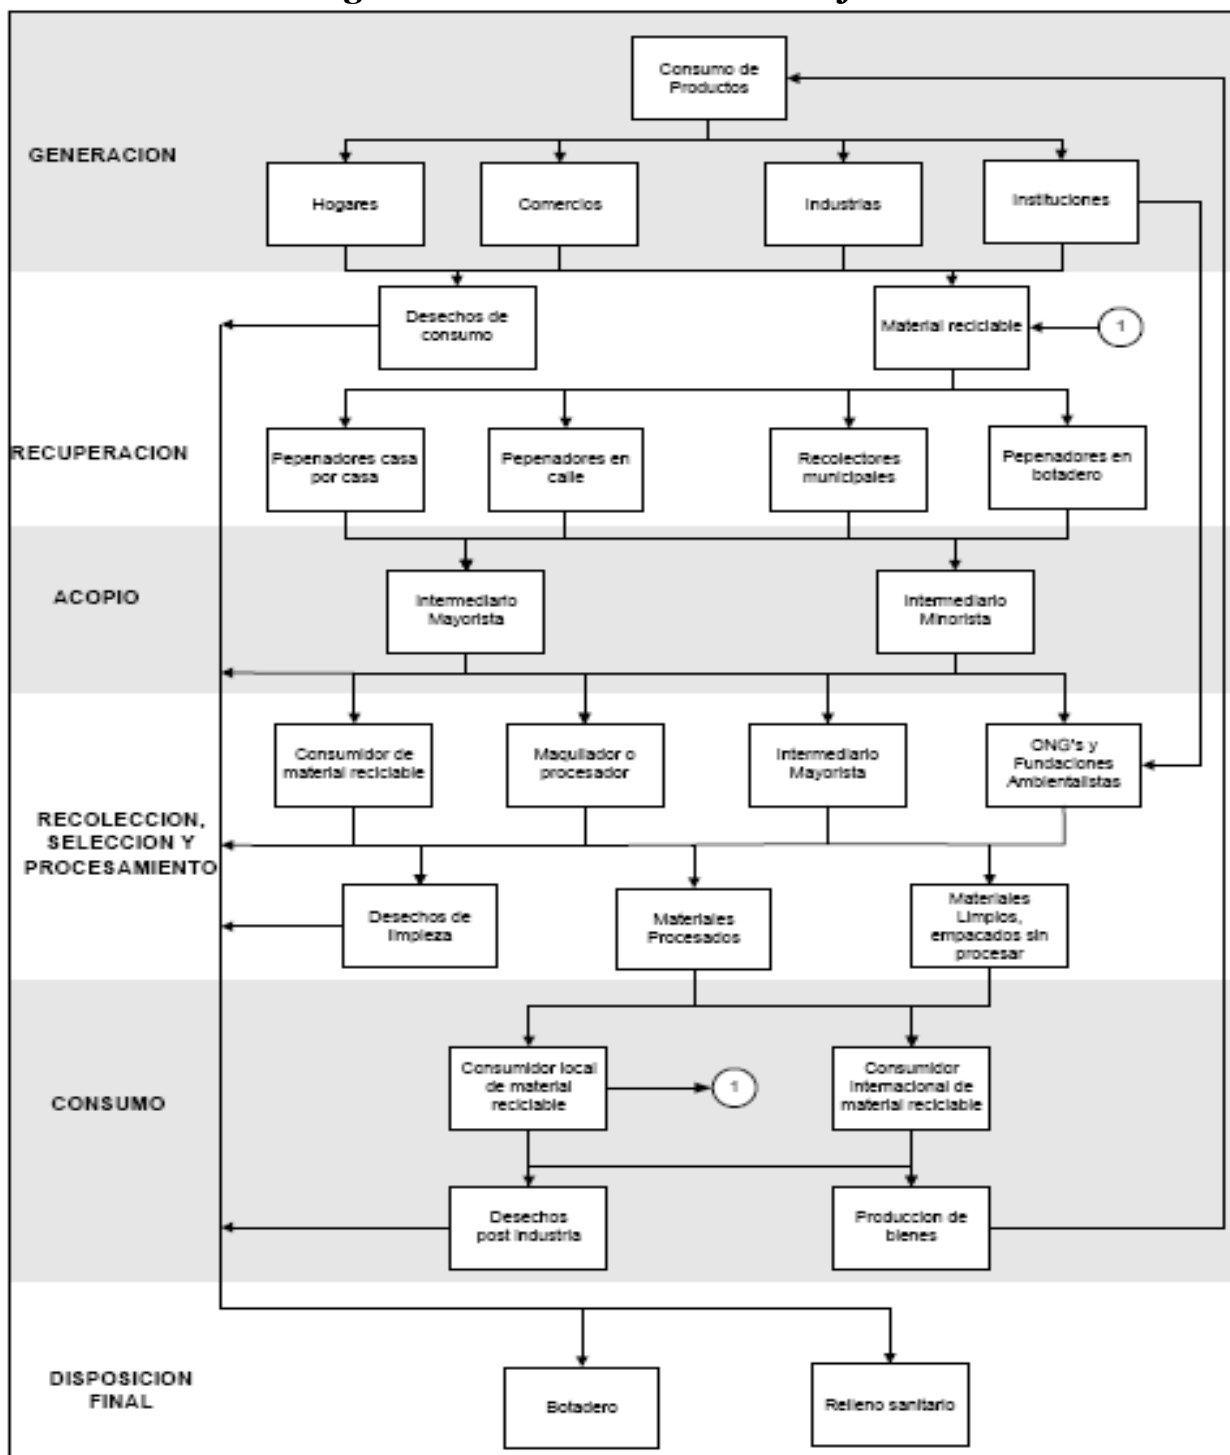 GENERACION
Consumo de
Productos
Hogares
Comercios
Industrias
Instituciones
RECUPERACION
Desechos de
consumo
Material reciclable
1
Pepenadores casa
por casa
Pepenadores en
calle
Recolectores
municipales
Pepenadores en
botadero
ACOPIO
Intermediario
Mayorista
Intermediario
Minorista
RECOLECCION,
SELECCION Y
PROCESAMIENTO
Consumidor de
material reciclable
Maquilador o
procesador
Intermediario
Mayorista
ONG's y
Fundaciones
Ambientalistas
Desechos de
limpieza
Materiales
Procesados
Materiales
Limpios,
empacados sin
procesar
CONSUMO
Consumidor local
de material
reciclable
1
Consumidor
Internacional de
material reciclable
Desechos
post Industria
Produccion de
bienes
DISPOSICION
FINAL
Botadero
Relleno sanitario